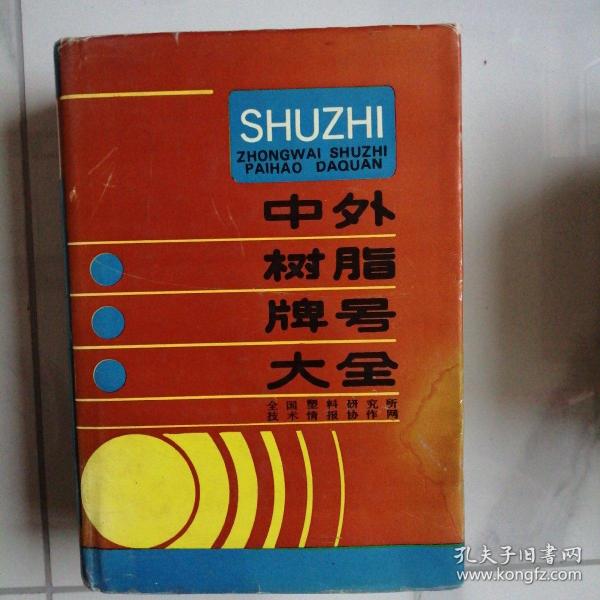 SHUZHI
ZHONGWAI SHUZHI
PAIHAO DAQUAN
中外
树脂
牌号
大全
全国塑料研究所
技术情报协作网
孔夫子旧書网
www.kongfz.com